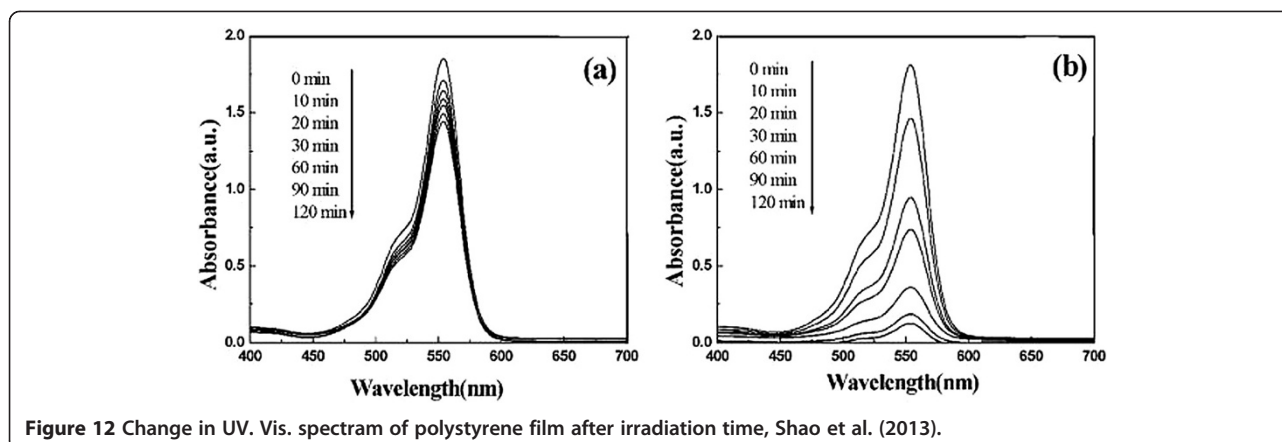 2.0
1.5
1.0
0.5
0.0
Absorbance(a.u.)
0 min
10 min
20 min
30 min
60 min
90 min
120 min
(a)
400 450 500 550 600 650 700
Wavelength(nm)
2.0
1.5
1.0
0.5
0.0
Absorbance(a.u.)
0 min
10 min
20 min
30 min
60 min
90 min
120 min
(b)
400 450 500 550 600 650 700
Wavelength(nm)
Figure 12 Change in UV. Vis. spectram of polystyrene film after irradiation time, Shao et al. (2013).